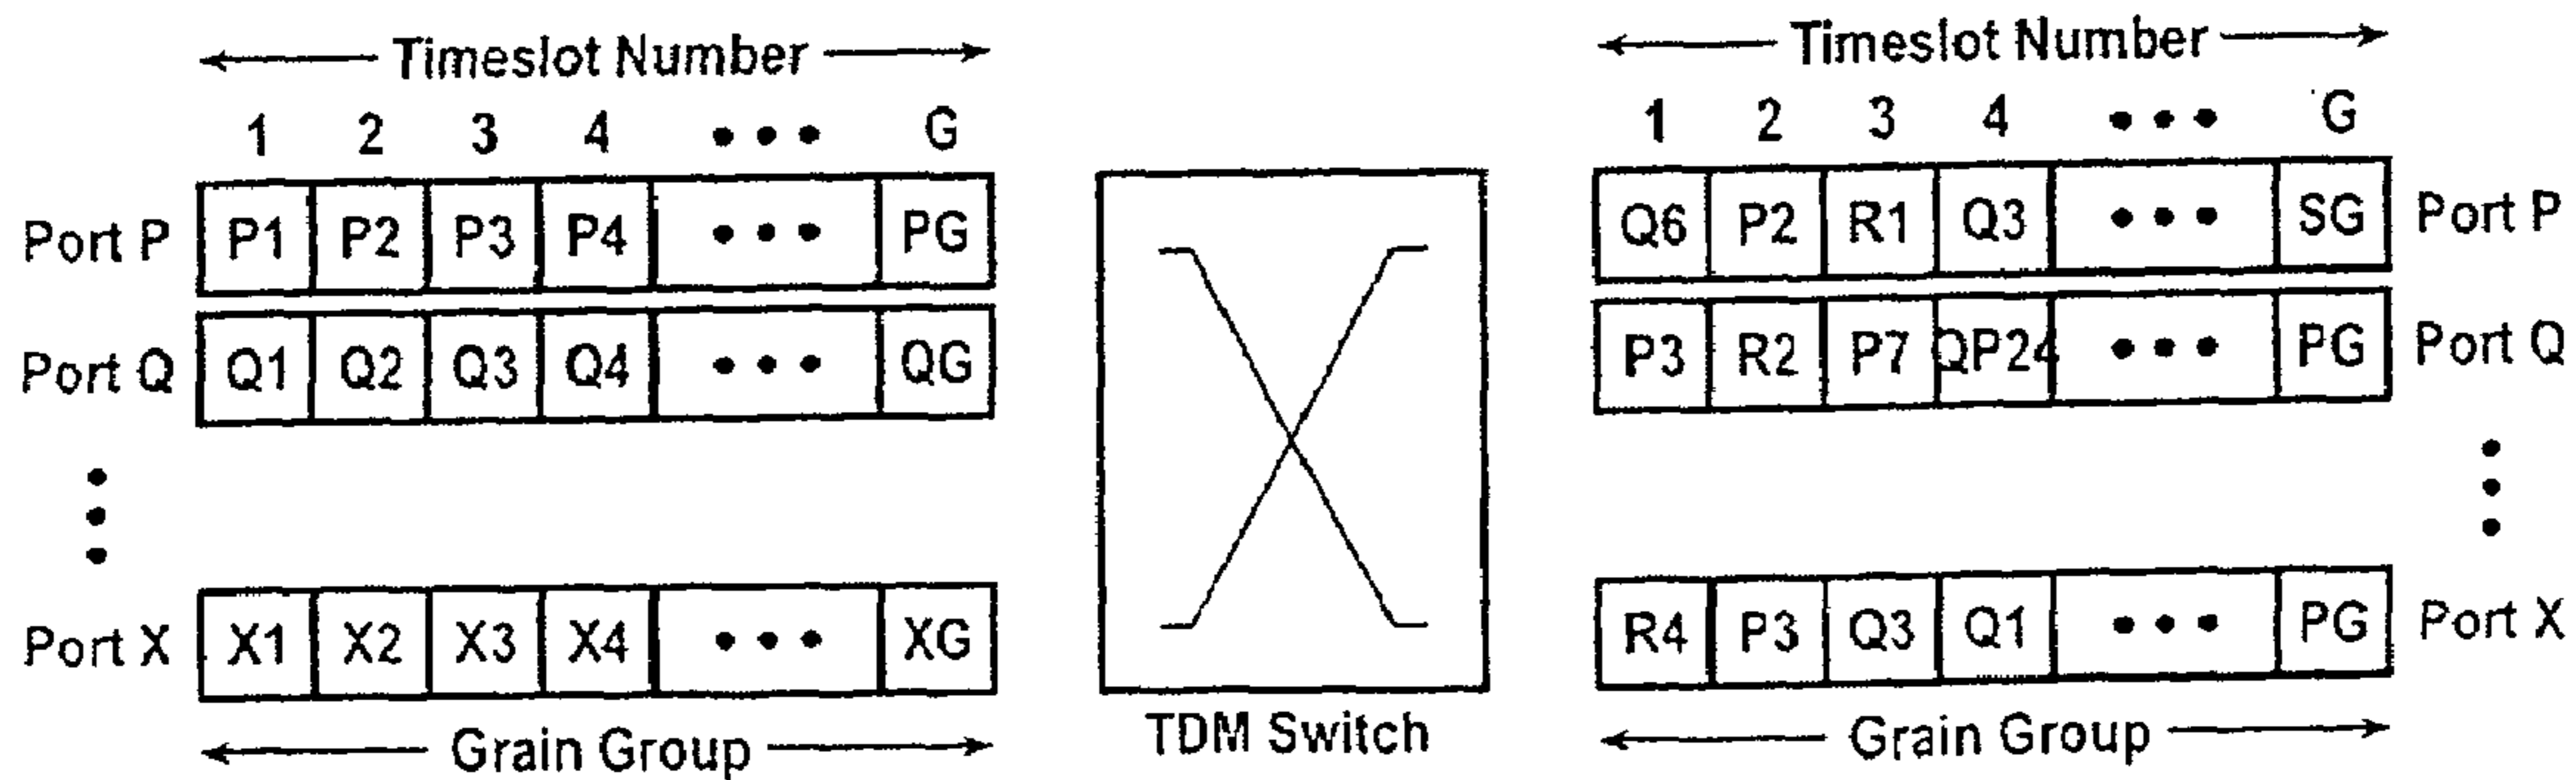 Timeslot Number
1 2 3 4 • • • G
Port P P1 P2 P3 P4 • • • PG
Port Q Q1 Q2 Q3 Q4 • • • QG
Port X X1 X2 X3 X4 • • • XG
Grain Group
TDM Switch
Timeslot Number
1 2 3 4 • • • G
Q6 P2 R1 Q3 • • • SG Port P
P3 R2 P7 QP24 • • • PG Port Q
R4 P3 Q3 Q1 • • • PG Port X
Grain Group